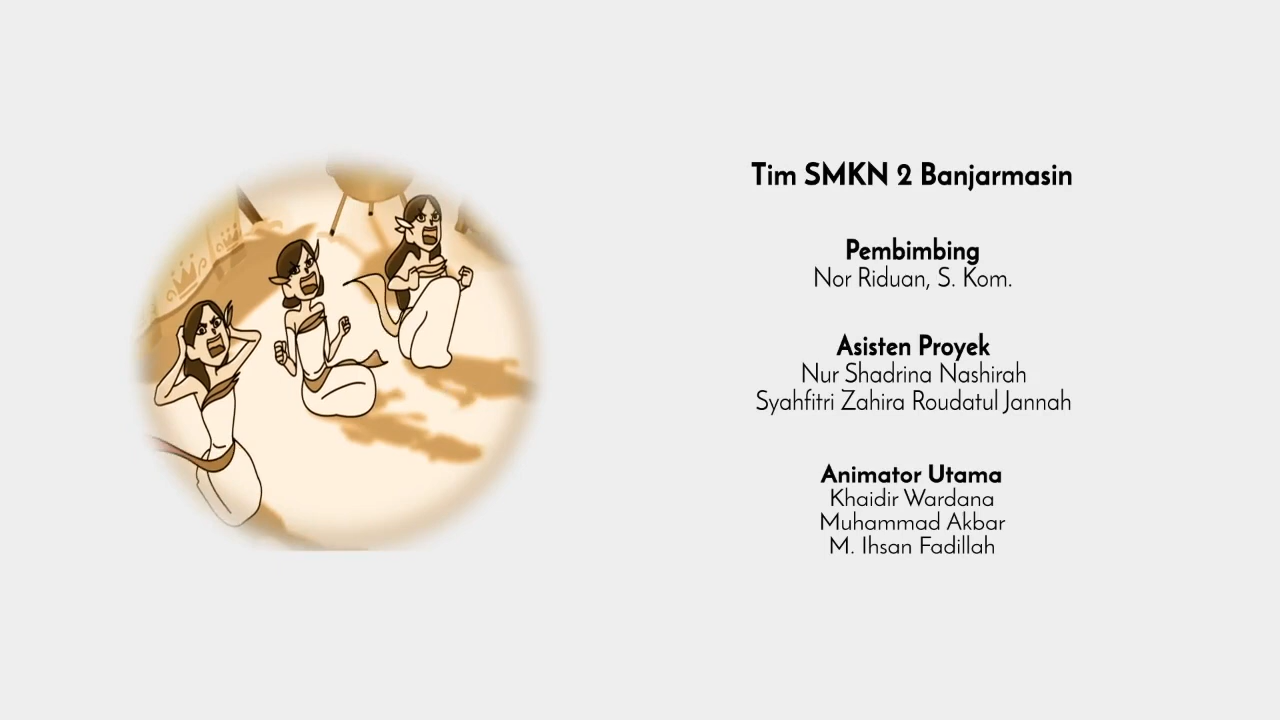 Tim SMKN 2 Banjarmasin
Pembimbing
Nor Riduan, S. Kom.
Asisten Proyek
Nur Shadrina Nashirah
Syahfitri Zahira Roudatul Jannah
Animator Utama
Khaidir Wardana
Muhammad Akbar
M. Ihsan Fadillah